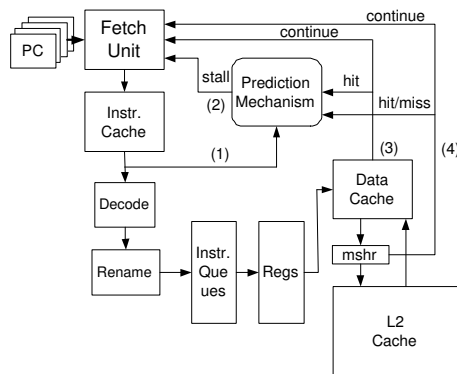 continue
continue
PC
Fetch
Unit
stall
(2)
Prediction
Mechanism
hit
hit/miss
Instr.
Cache
(1)
(3)
(4)
Data
Cache
Decode
Rename
Instr.
Que
ues
Regs
mshr
L2
Cache